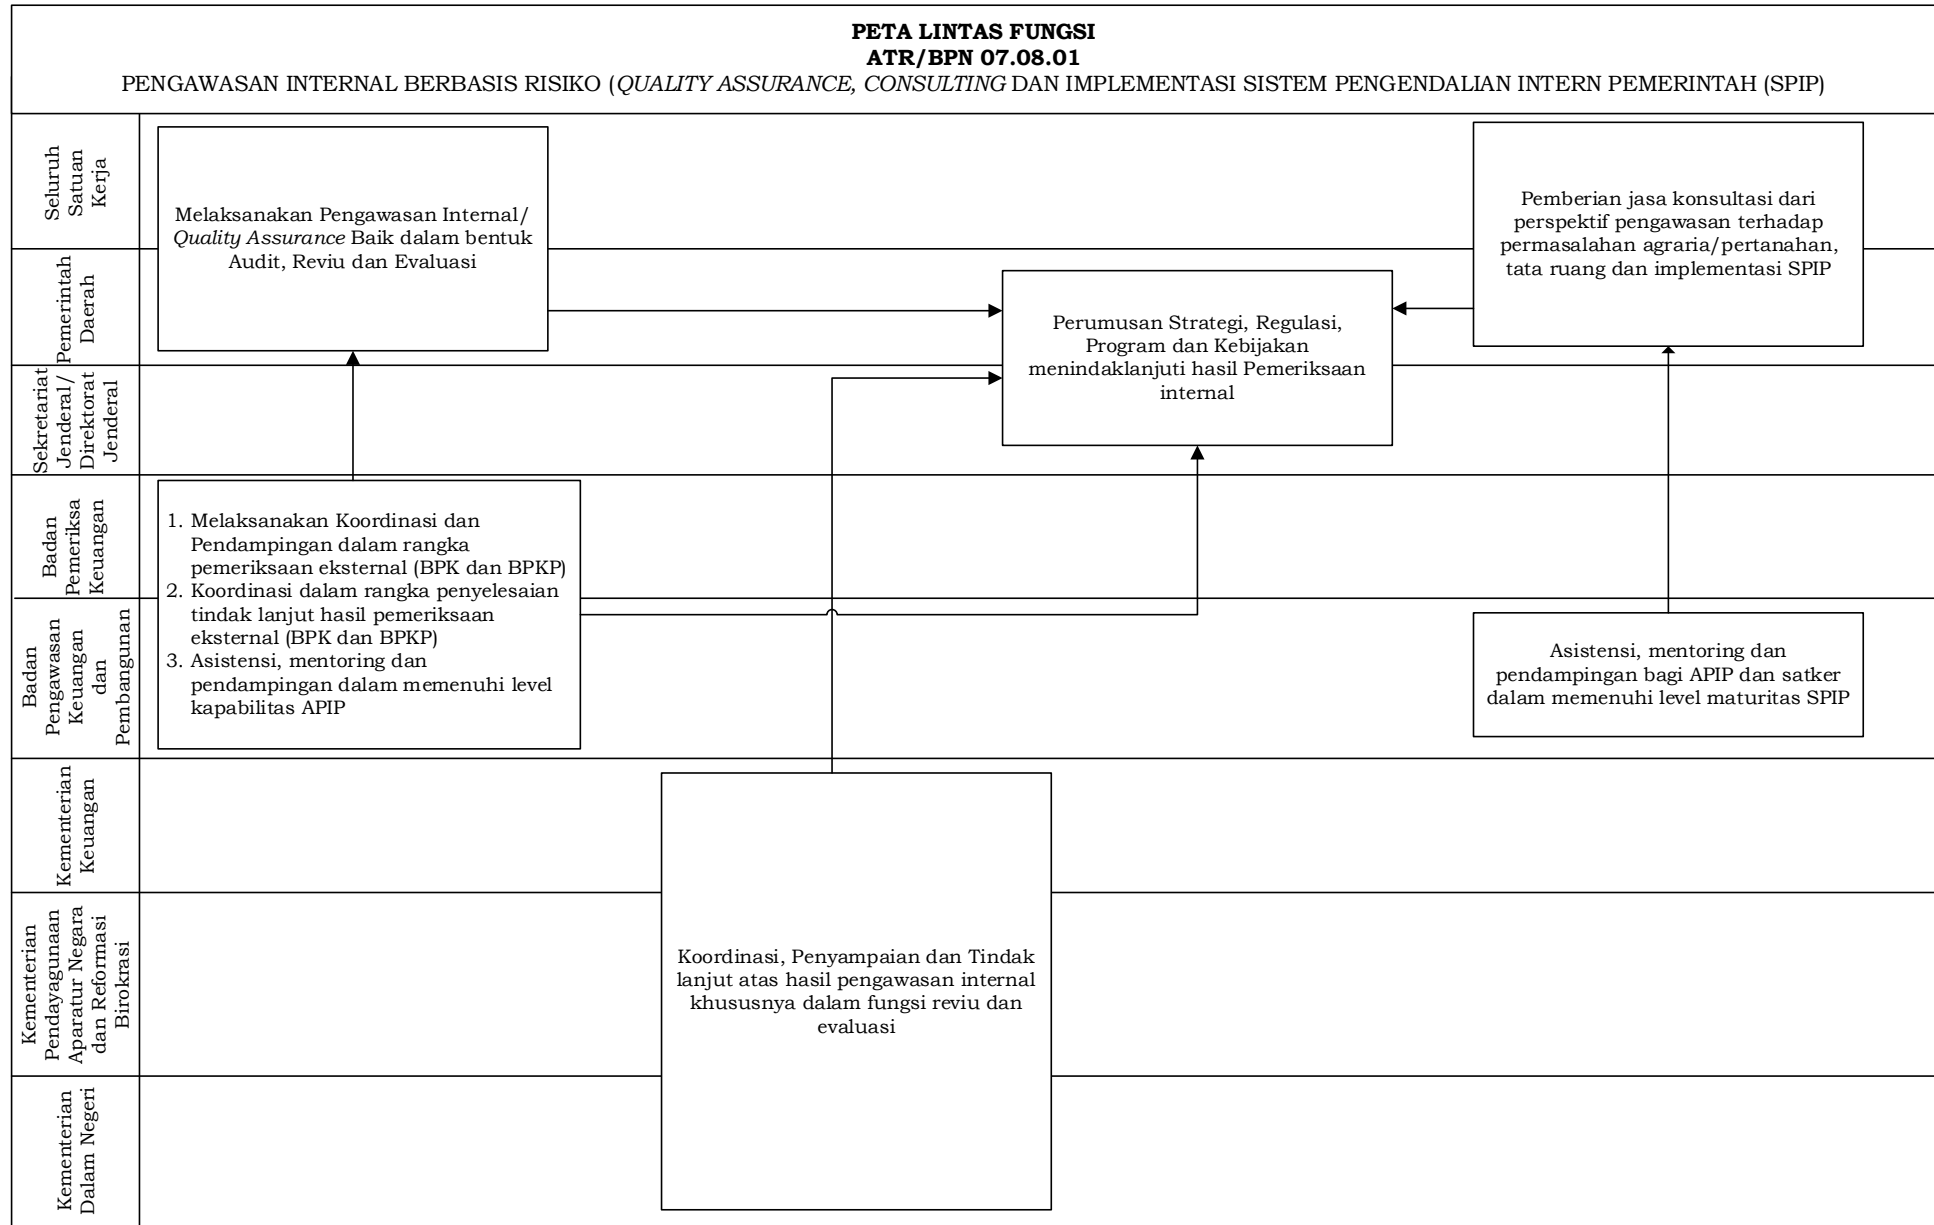 PETA LINTAS FUNGSI
ATR/BPN 07.08.01
PENGAWASAN INTERNAL BERBASIS RISIKO (QUALITY ASSURANCE, CONSULTING DAN IMPLEMENTASI SISTEM PENGENDALIAN INTERN PEMERINTAH (SPIP)
Seluruh
Satuan
Kerja
Melaksanakan Pengawasan Internal/
Quality Assurance Baik dalam bentuk
Audit, Reviu dan Evaluasi
Pemberian jasa konsultasi dari
perspektif pengawasan terhadap
permasalahan agraria/pertanahan,
tata ruang dan implementasi SPIP
Pemerintah
Daerah
Perumusan Strategi, Regulasi,
Program dan Kebijakan
menindaklanjuti hasil Pemeriksaan
internal
Sekretariat
Jenderal/
Direktorat
Jenderal
Badan
Pemeriksa
Keuangan
1. Melaksanakan Koordinasi dan
Pendampingan dalam rangka
pemeriksaan eksternal (BPK dan BPKP)
2. Koordinasi dalam rangka penyelesaian
tindak lanjut hasil pemeriksaan
eksternal (BPK dan BPKP)
3. Asistensi, mentoring dan
pendampingan dalam memenuhi level
kapabilitas APIP
Badan
Pengawasan
Keuangan
dan
Pembangunan
Asistensi, mentoring dan
pendampingan bagi APIP dan satker
dalam memenuhi level maturitas SPIP
Kementerian
Keuangan
Kementerian
Pendayagunaan
Aparatur Negara
dan Reformasi
Birokrasi
Koordinasi, Penyampaian dan Tindak
lanjut atas hasil pengawasan internal
khususnya dalam fungsi reviu dan
evaluasi
Kementerian
Dalam Negeri